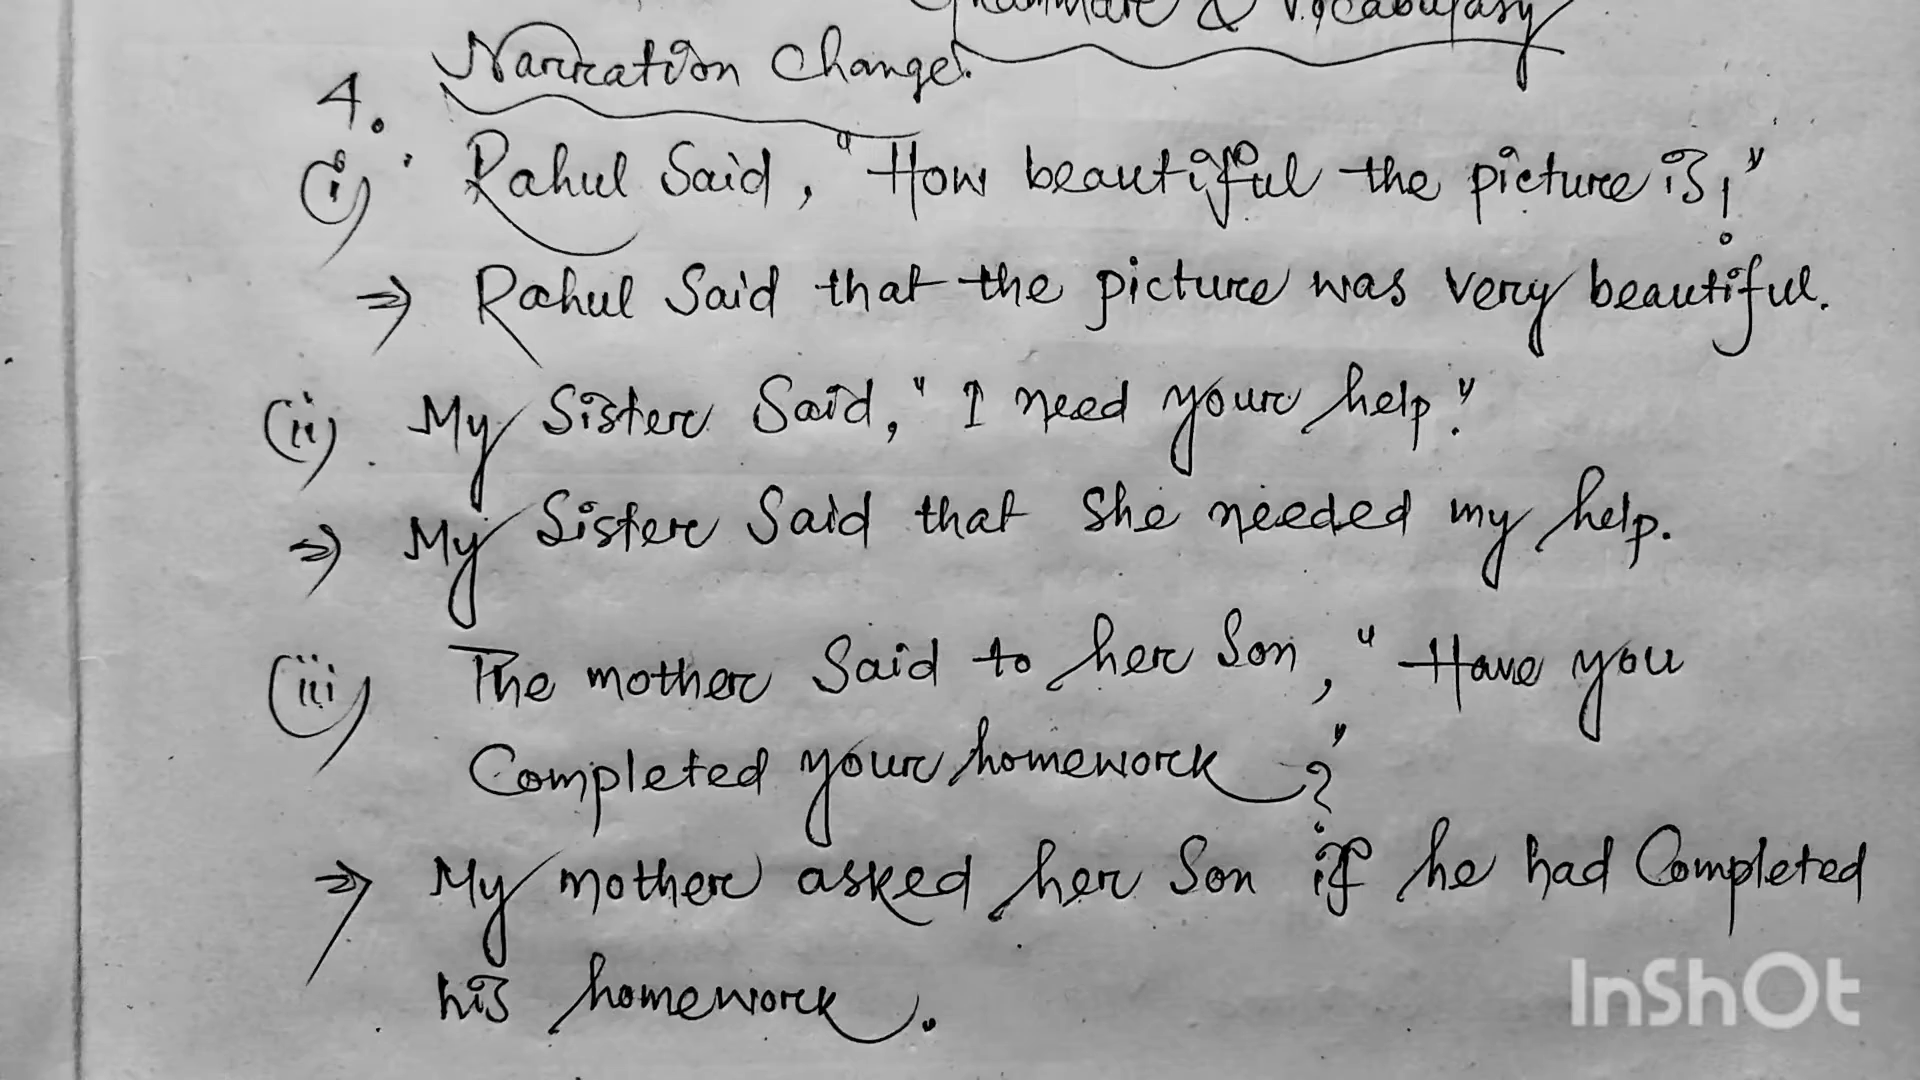 Grammar & Vocabulary
Narration Change.
4.
(i) Rahul Said, "How beautiful the picture is!"
⇒ Rahul Said that the picture was very beautiful.
(ii) My Sister Said, "I need your help."
⇒ My Sister Said that She needed my help.
(iii) The mother Said to her Son, "Have you
Completed your homework ?"
⇒ My mother asked her Son if he had Completed
his homework.
InShOt